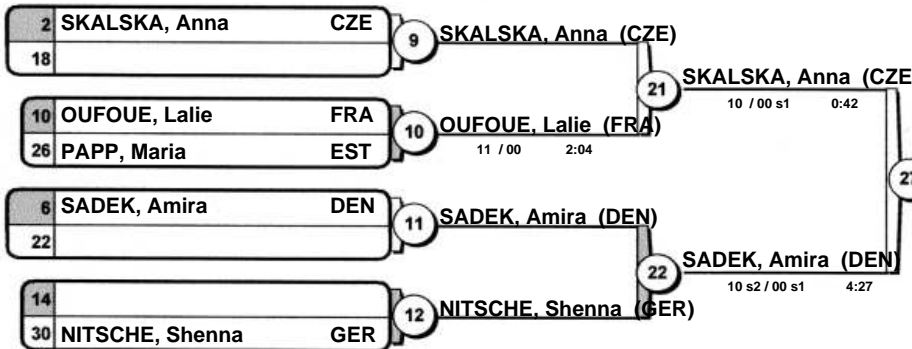 2 SKALSKA, Anna CZE
18
9
SKALSKA, Anna (CZE)
10 OUFOUE, Lalie FRA
26 PAPP, Maria EST
10
OUFOUE, Lalie (FRA)
11 / 00 2:04
21
SKALSKA, Anna (CZE
10 / 00 s1 0:42
6 SADEK, Amira DEN
22
11
SADEK, Amira (DEN)
14
30 NITSCHE, Shenna GER
12
NITSCHE, Shenna (GER)
22
SADEK, Amira (DEN)
10 s2 / 00 s1 4:27
27